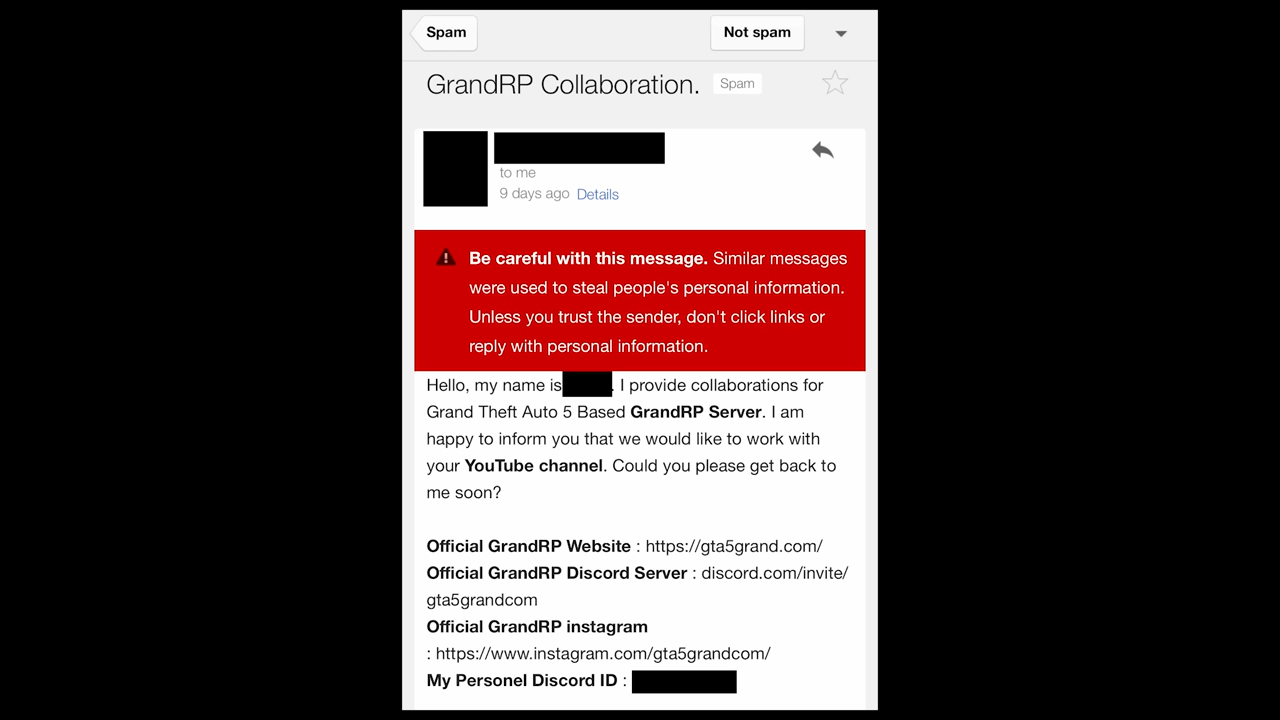 Spam
Not spam
GrandRP Collaboration. Spam
to me
9 days ago Details
Be careful with this message. Similar messages
were used to steal people's personal information.
Unless you trust the sender, don't click links or
reply with personal information.
Hello, my name is . I provide collaborations for
Grand Theft Auto 5 Based GrandRP Server. I am
happy to inform you that we would like to work with
your YouTube channel. Could you please get back to
me soon?
Official GrandRP Website : https://gta5grand.com/
Official GrandRP Discord Server : discord.com/invite/
gta5grandcom
Official GrandRP instagram
: https://www.instagram.com/gta5grandcom/
My Personel Discord ID :